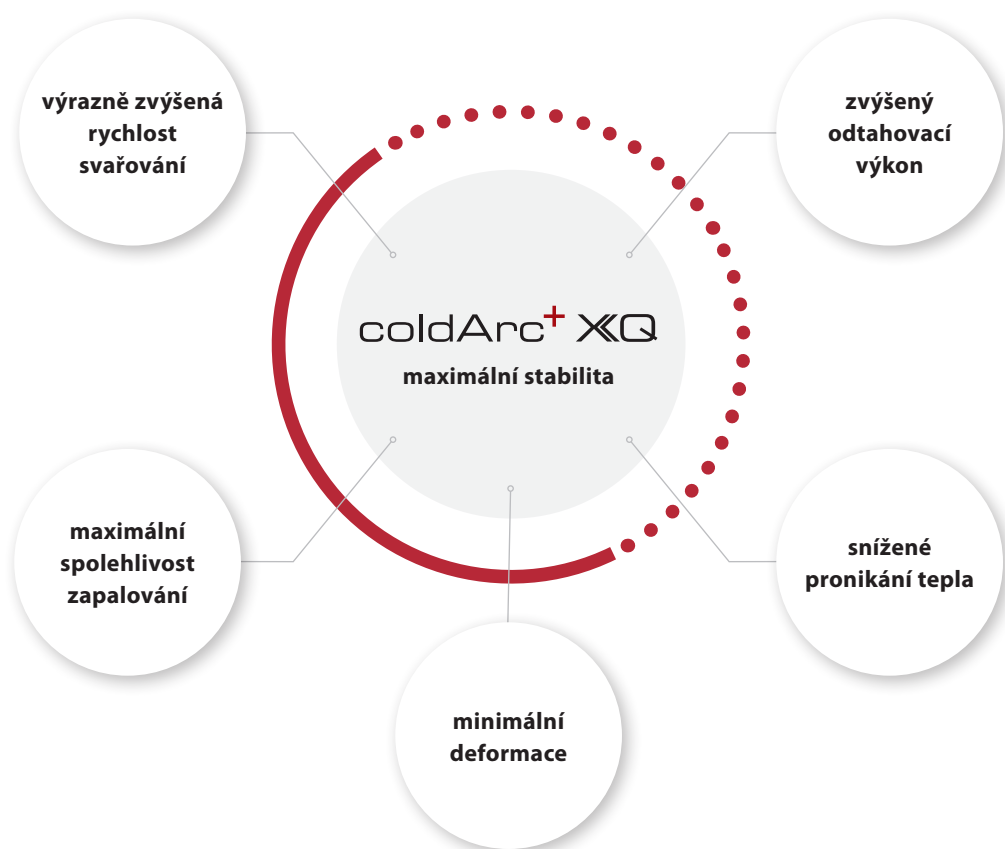 výrazně zvýšená
rychlost
svařování
zvýšený
odtahovací
výkon
coldArc+ XQ
maximální stabilita
maximální
spolehlivost
zapalování
snížené
pronikání tepla
minimální
deformace